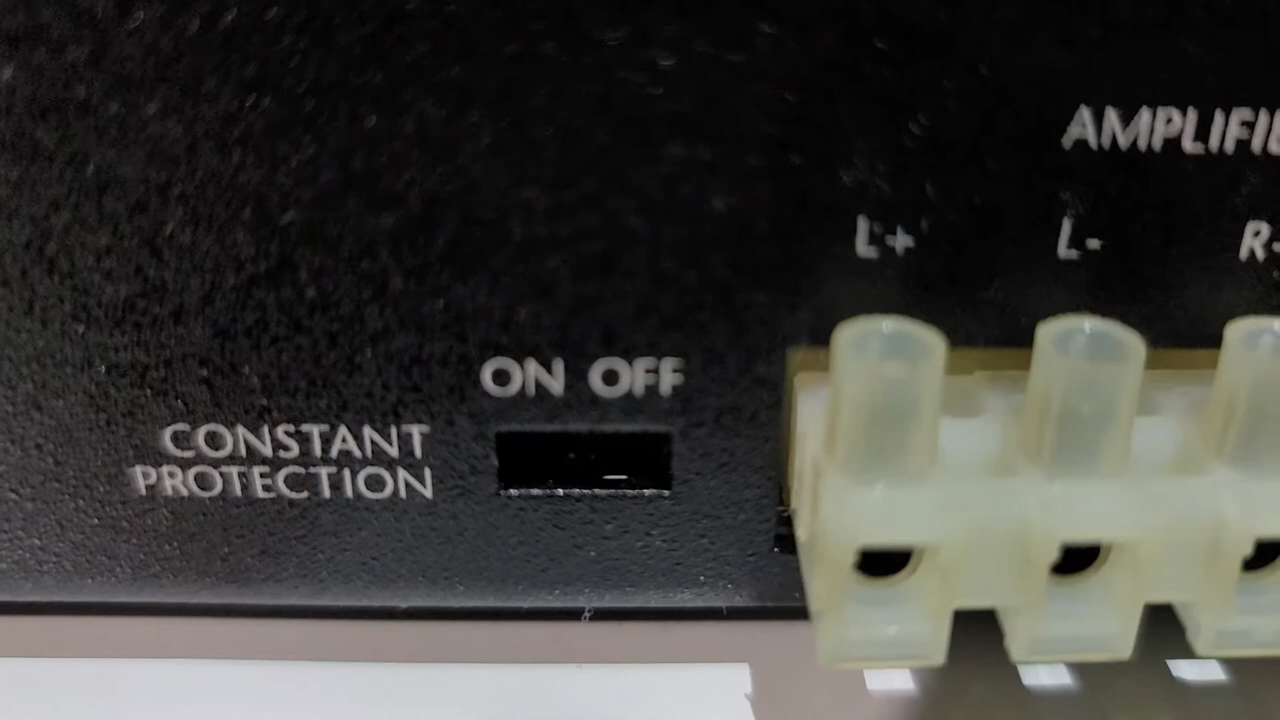 AMPLIFIE
L+ L- R-
ON OFF
CONSTANT
PROTECTION